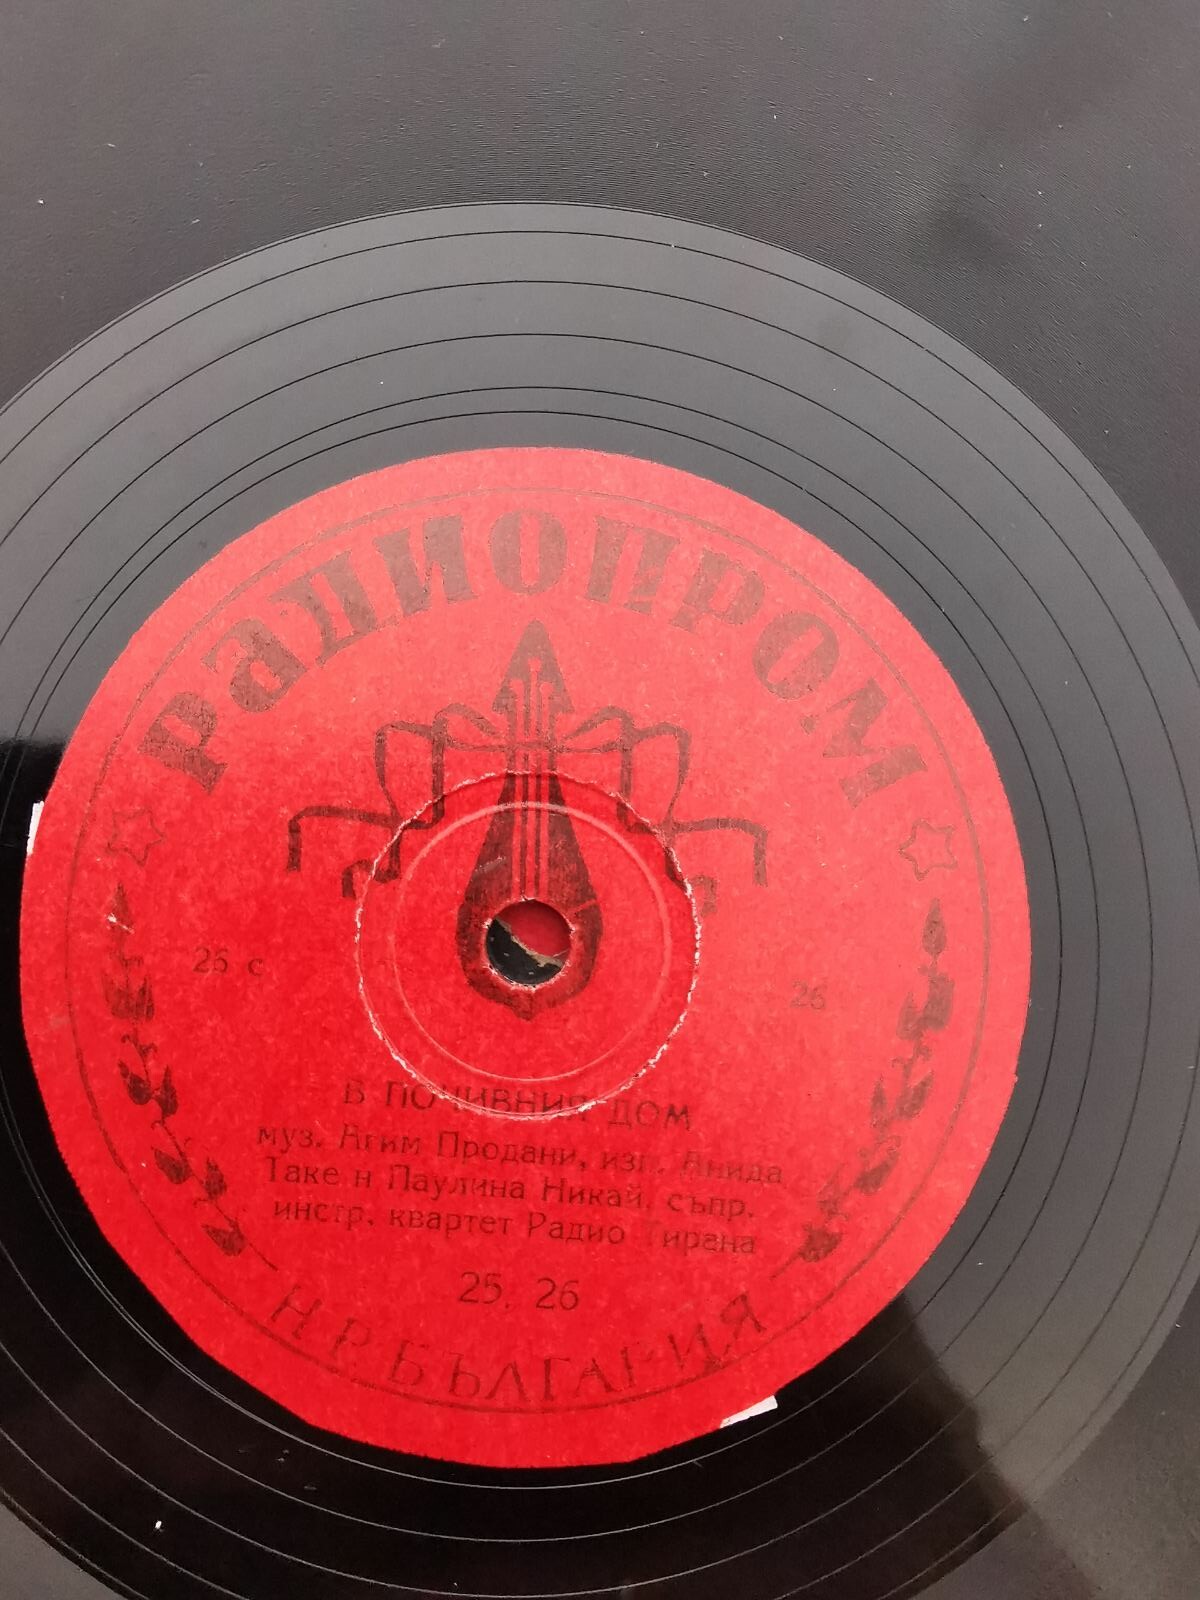 Радиопром
26 с
26
В ПОЧИВНИЯ ДОМ
муз. Агим Продани, изп. Анида
Таке и Паулина Никай, съпр.
инстр. квартет Радио Тирана
25, 26
Н.Р.БЪЛГАРИЯ